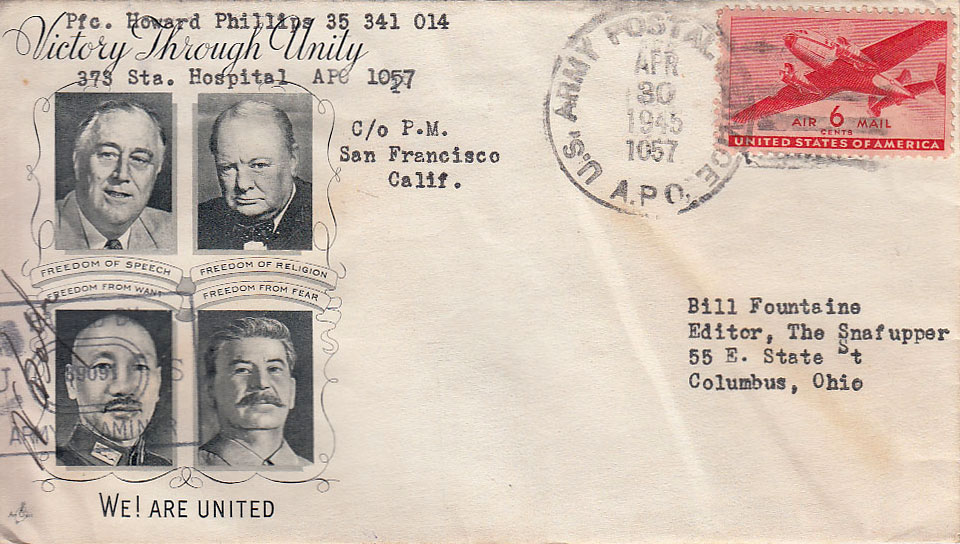 Pfc. Howard Phillips 35 341 014
Victory Through Unity
373 Sta. Hospital APO 1057
C/o P.M.
San Francisco
Calif.
U.S. ARMY POSTAL
APR
30
1945
1057
A.P.O.
AIR 6 MAIL
CENTS
UNITED STATES OF AMERICA
FREEDOM OF SPEECH
FREEDOM OF RELIGION
FREEDOM FROM WANT
FREEDOM FROM FEAR
Bill Fountaine
Editor, The Snafupper
55 E. State St
Columbus, Ohio
U. S.
ARMY EXAMINER
WE! ARE UNITED